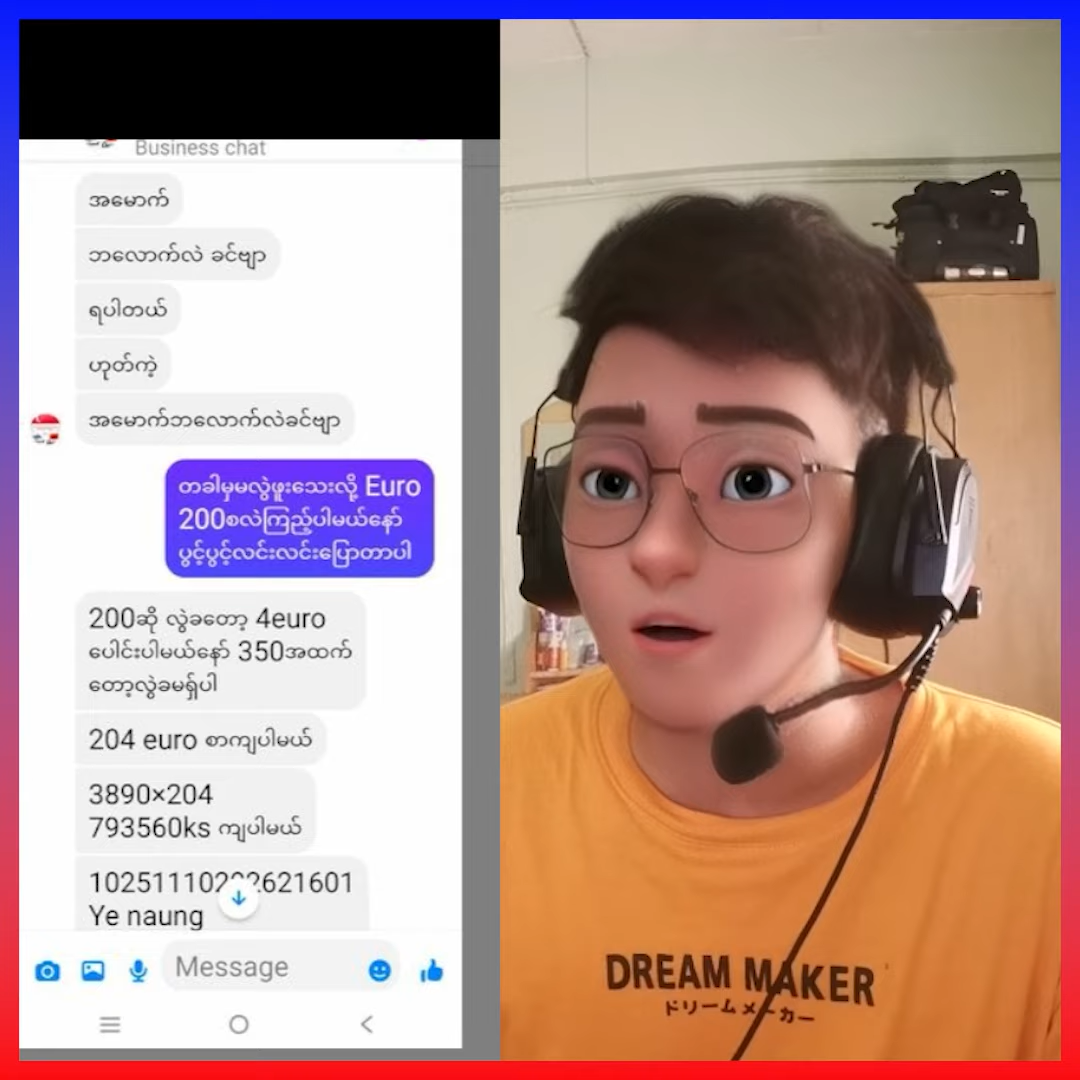 Business chat
အမောက်
ဘလောက်လဲ ခင်ဗျာ
ရပါတယ်
ဟုတ်ကဲ့
အမောက်ဘလောက်လဲခင်ဗျာ
တခါမှမလွှဲဖူးသေးလို့ Euro
200စလဲကြည့်ပါမယ်နော်
ပွင့်ပွင့်လင်းလင်းပြောတာပါ
200ဆို လွှဲခတော့ 4euro
ပေါင်းပါမယ်နော် 350အထက်
တော့လွှဲခမရှိပါ
204 euro စာကျပါမယ်
3890×204
793560ks ကျပါမယ်
Ye naung
Message
DREAM MAKER
ドリームメーカー